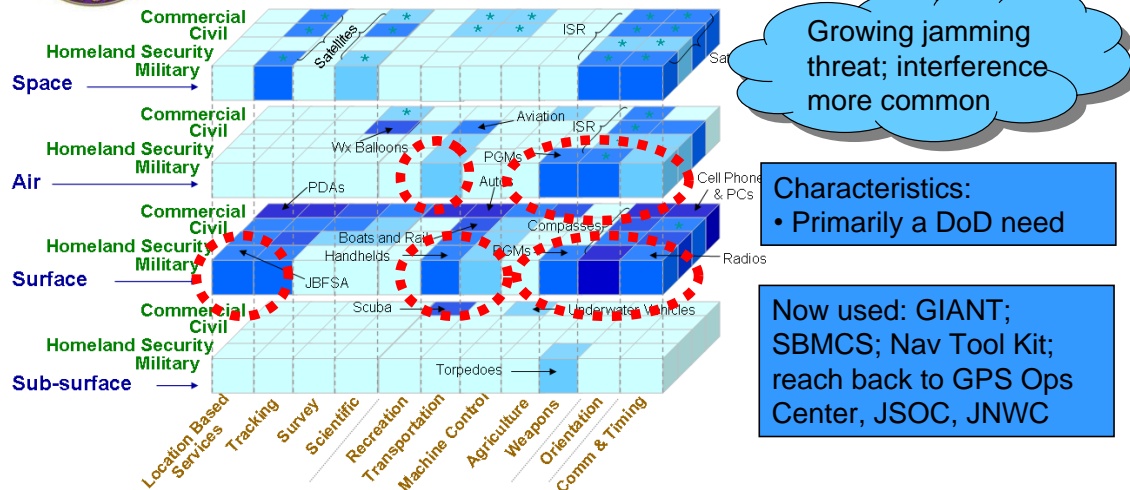 Commercial
Civil
Homeland Security
Military
Space
Satellites
ISR
Growing jamming
threat; interference
more common
Commercial
Civil
Homeland Security
Military
Air
Wx Balloons
Aviation
ISR
PGMs
Characteristics:
• Primarily a DoD need
Commercial
Civil
Homeland Security
Military
Surface
PDAs
Autos
Cell Phone
& PCs
Boats and Rail
Compasses
Handhelds
PGMs
Radios
JBFSA
Now used: GIANT;
SBMCS; Nav Tool Kit;
reach back to GPS Ops
Center, JSOC, JNWC
Commercial
Civil
Homeland Security
Military
Sub-surface
Scuba
Underwater Vehicles
Torpedoes
Location Based
Services
Tracking
Survey
Scientific
Recreation
Transportation
Machine Control
Agriculture
Weapons
Orientation
Comm & Timing